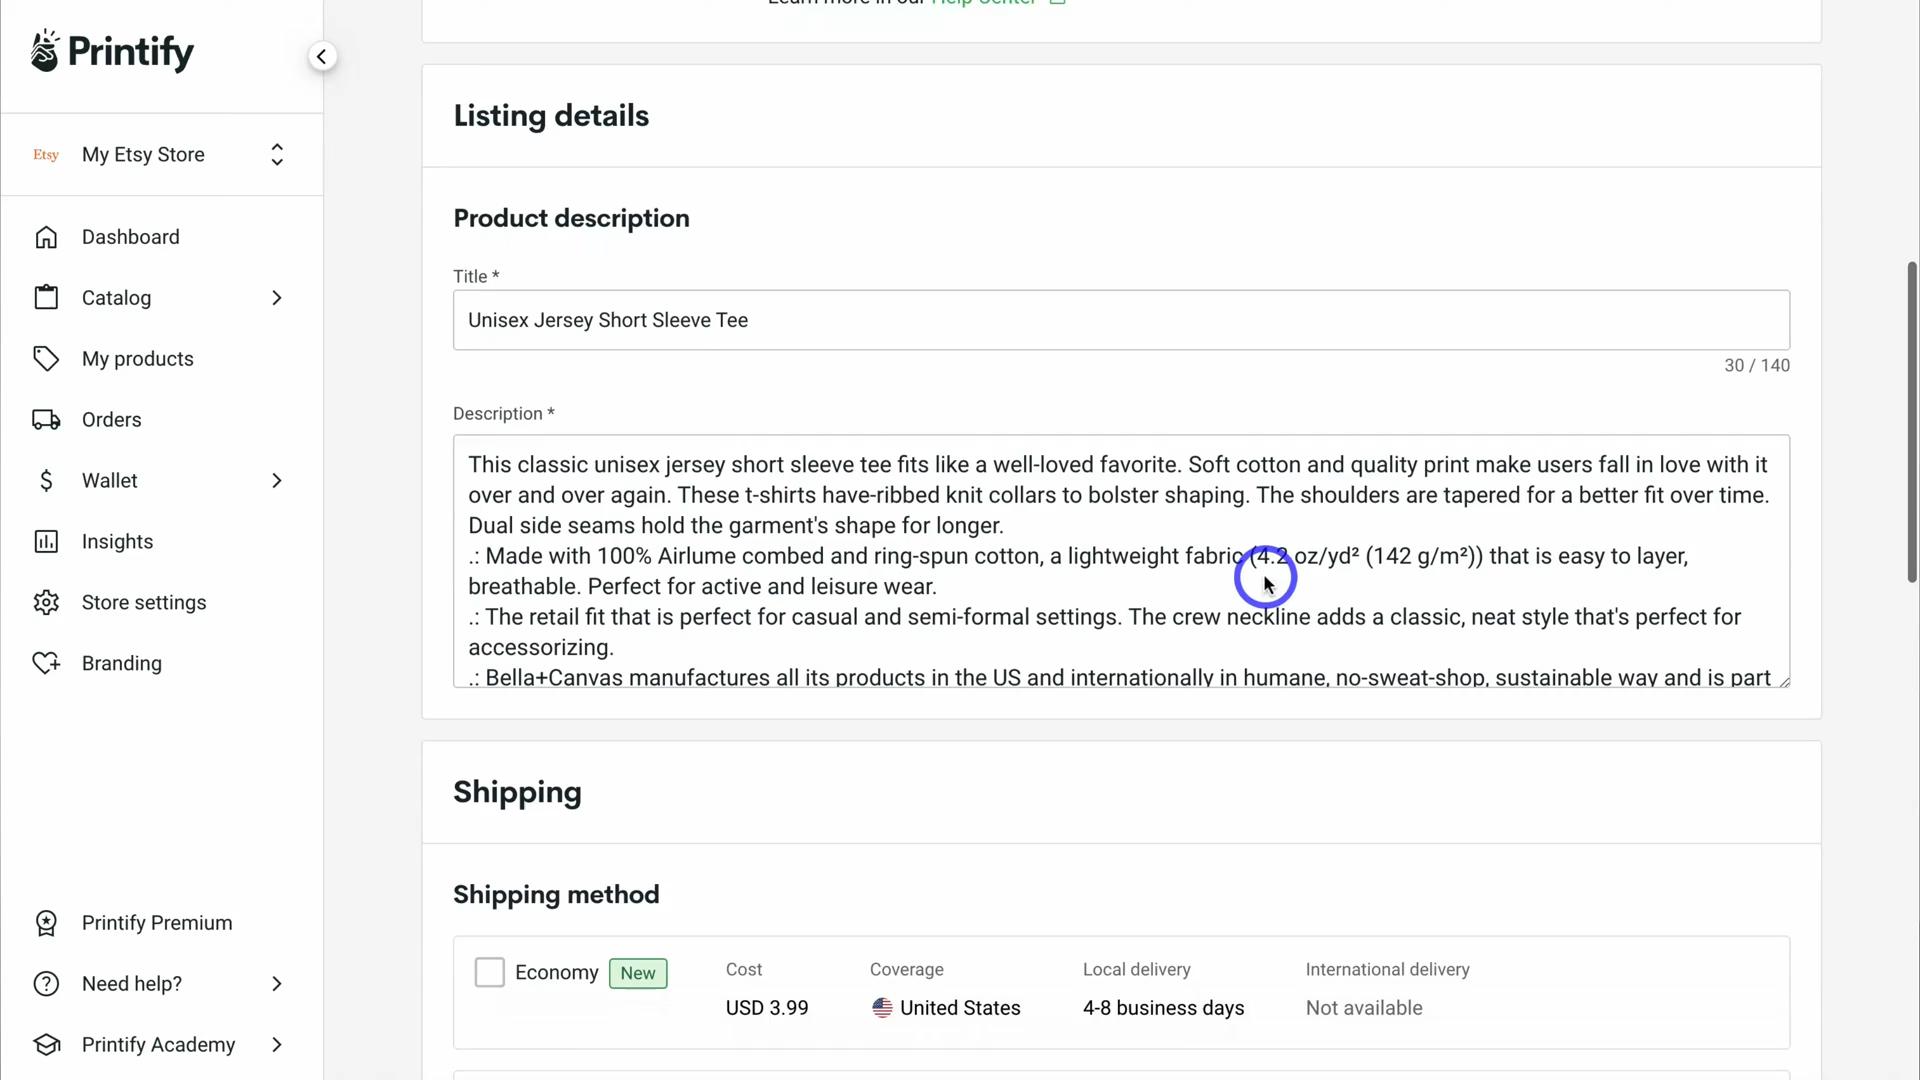 Learn more in our Help Center
Printify
Etsy My Etsy Store
Dashboard
Catalog
My products
Orders
Wallet
Insights
Store settings
Branding
Printify Premium
Need help?
Printify Academy
Listing details
Product description
Title *
Unisex Jersey Short Sleeve Tee
30 / 140
Description *
This classic unisex jersey short sleeve tee fits like a well-loved favorite. Soft cotton and quality print make users fall in love with it
over and over again. These t-shirts have-ribbed knit collars to bolster shaping. The shoulders are tapered for a better fit over time.
Dual side seams hold the garment's shape for longer.
.: Made with 100% Airlume combed and ring-spun cotton, a lightweight fabric (4.2 oz/yd² (142 g/m²)) that is easy to layer,
breathable. Perfect for active and leisure wear.
.: The retail fit that is perfect for casual and semi-formal settings. The crew neckline adds a classic, neat style that's perfect for
accessorizing.
.: Bella+Canvas manufactures all its products in the US and internationally in humane, no-sweat-shop, sustainable way and is part
Shipping
Shipping method
Economy New Cost Coverage Local delivery International delivery
USD 3.99 United States 4-8 business days Not available